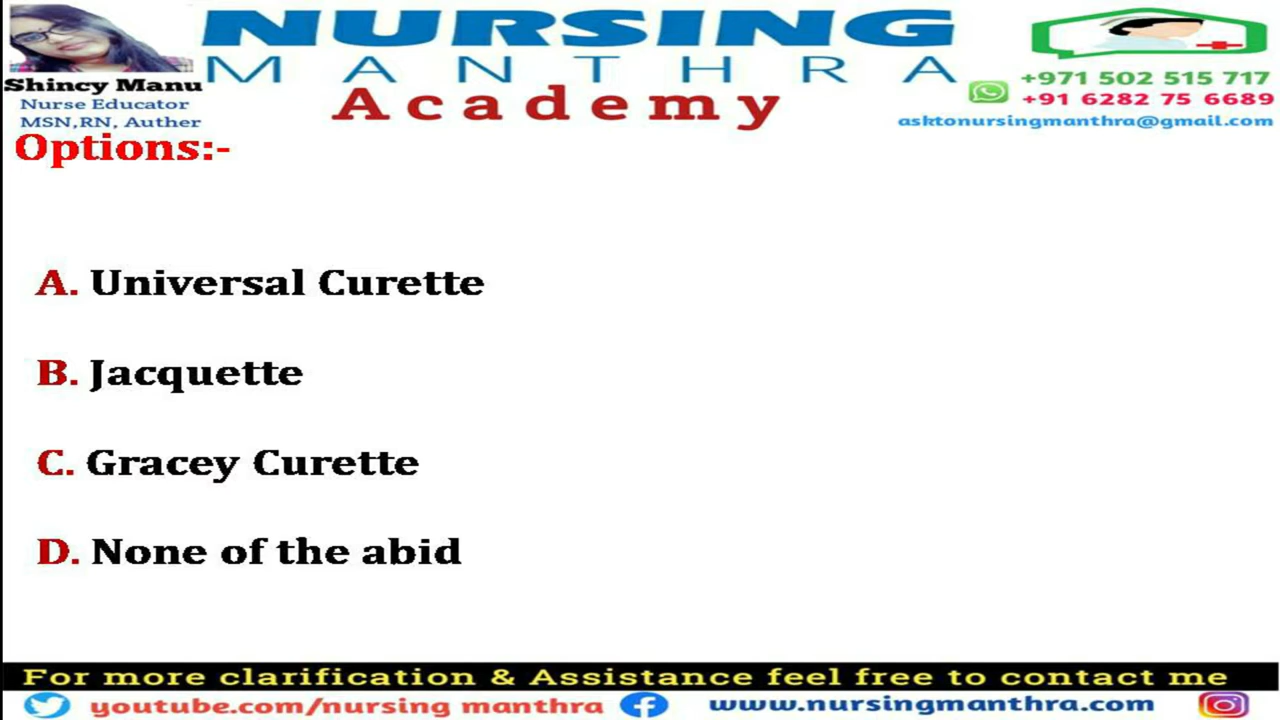 NURSING
MANTHRA
Academy
Shincy Manu
Nurse Educator
MSN,RN, Auther
+971 502 515 717
+91 6282 75 6689
asktonursingmanthra@gmail.com
Options:-
A. Universal Curette
B. Jacquette
C. Gracey Curette
D. None of the abid
For more clarification & Assistance feel free to contact me
youtube.com/nursing manthra
www.nursingmanthra.com